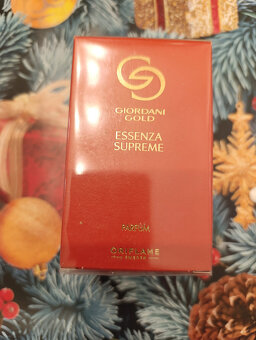 GIORDANI
GOLD
ESSENZA
SUPREME
PARFUM
ORIFLAME